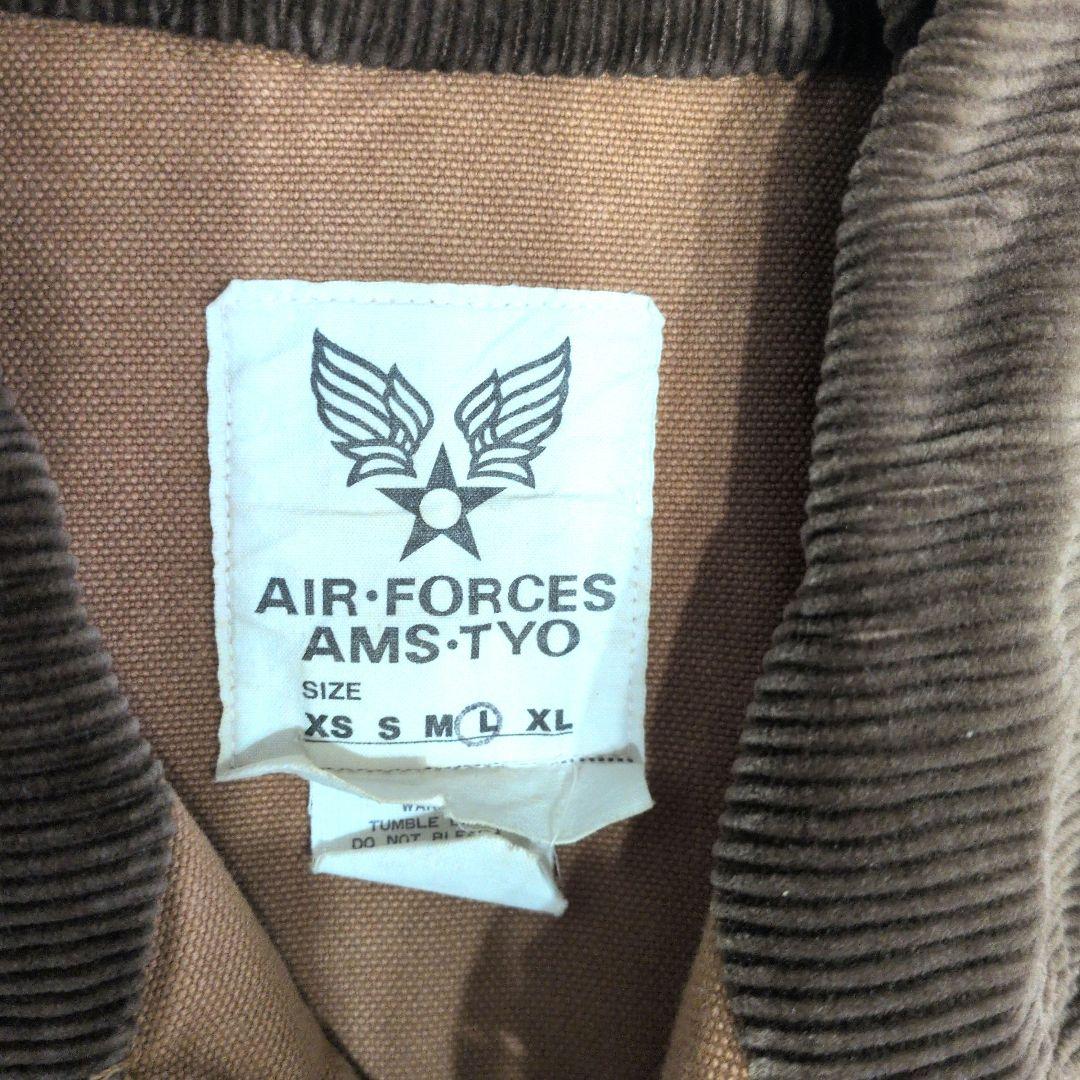 AIR·FORCES
AMS·TYO
SIZE
XS S M L XL
TUMBLE
DO NOT